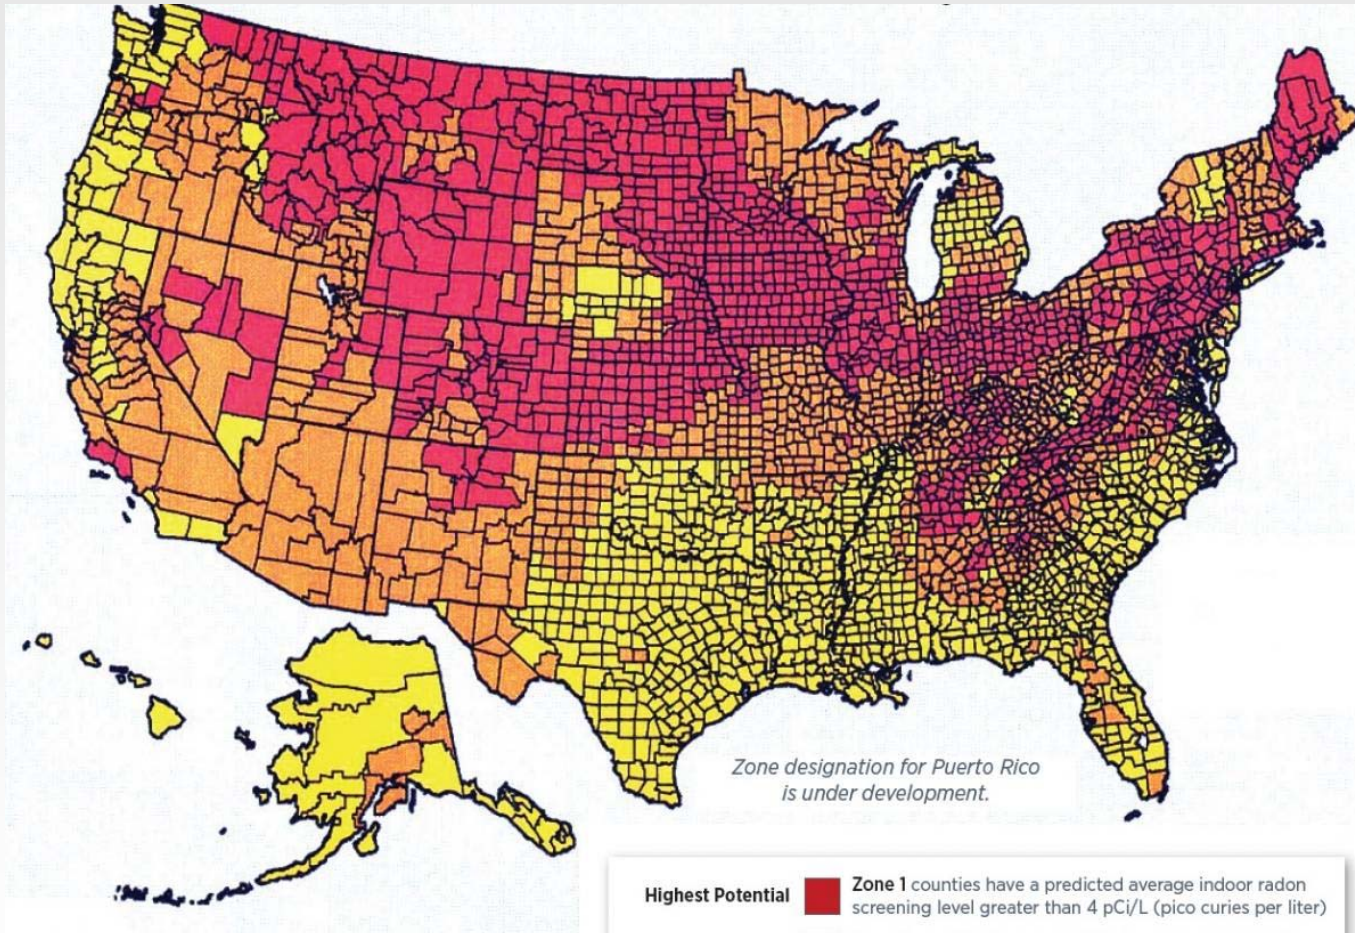 Zone designation for Puerto Rico
is under development.
Highest Potential
Zone 1 counties have a predicted average indoor radon
screening level greater than 4 pCi/L (pico curies per liter)